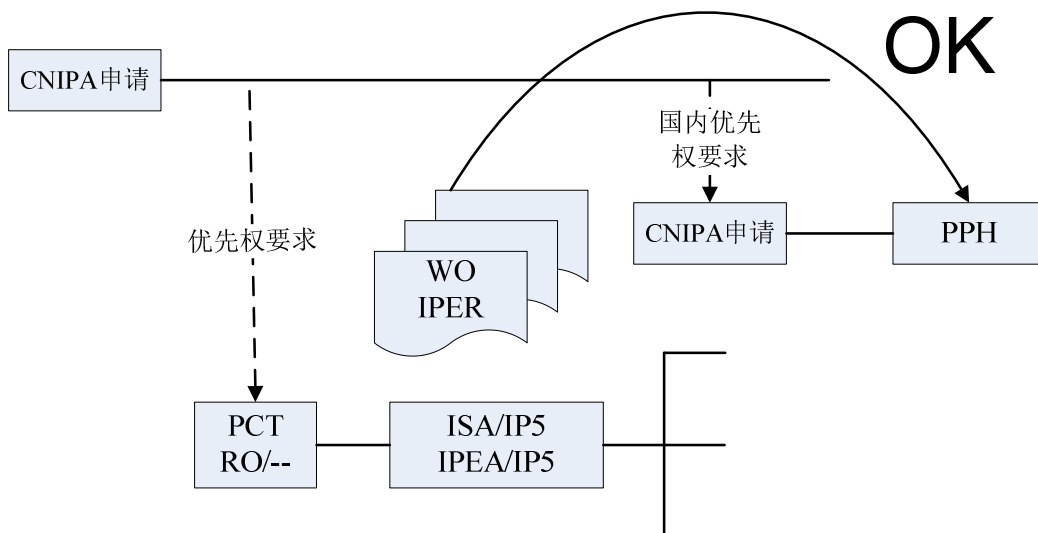 OK
CNIPA申请
国内优先
权要求
CNIPA申请
PPH
优先权要求
WO
IPER
PCT
RO/--
ISA/IP5
IPEA/IP5